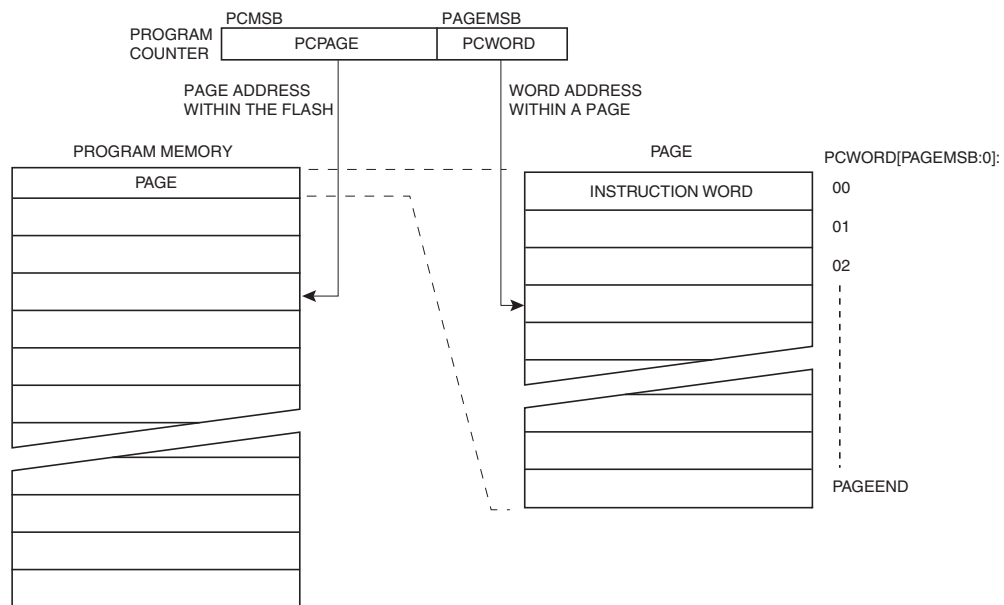 PCMSB
PAGEMSB
PROGRAM
COUNTER
PCPAGE
PCWORD
PAGE ADDRESS
WITHIN THE FLASH
WORD ADDRESS
WITHIN A PAGE
PROGRAM MEMORY
PAGE
PAGE
INSTRUCTION WORD
PCWORD[PAGEMSB:0]:
00
01
02
PAGEEND